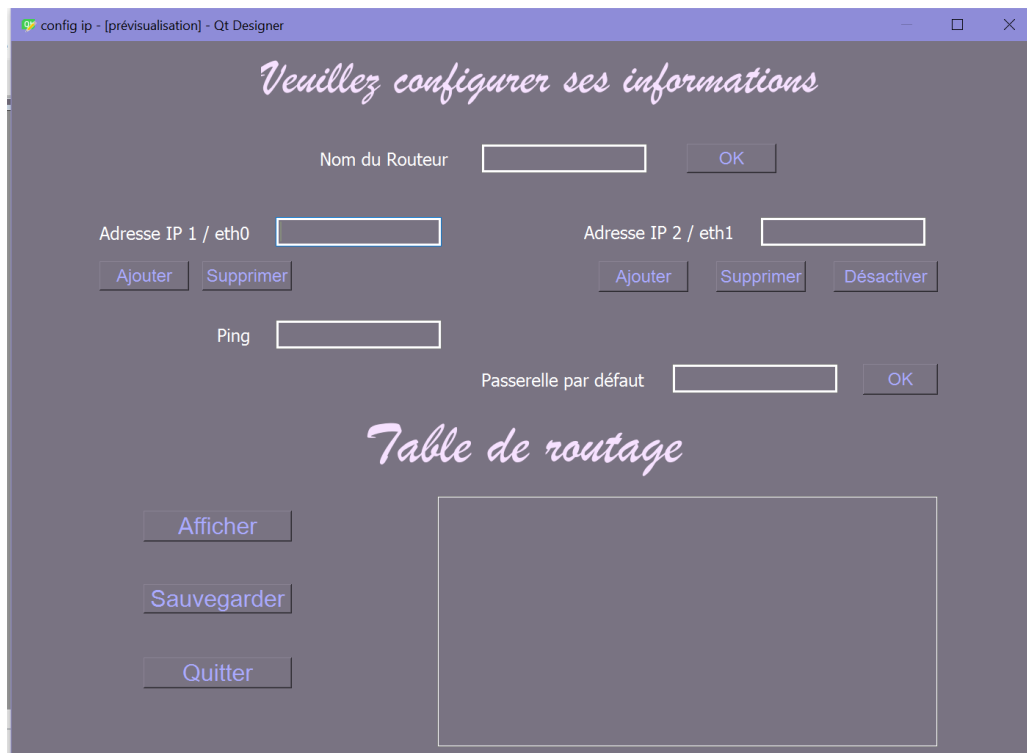 config ip - [prévisualisation] - Qt Designer
Veuillez configurer ses informations
Nom du Routeur OK
Adresse IP 1 / eth0 Adresse IP 2 / eth1
Ajouter Supprimer Ajouter Supprimer Désactiver
Ping
Passerelle par défaut OK
Table de routage
Afficher
Sauvegarder
Quitter